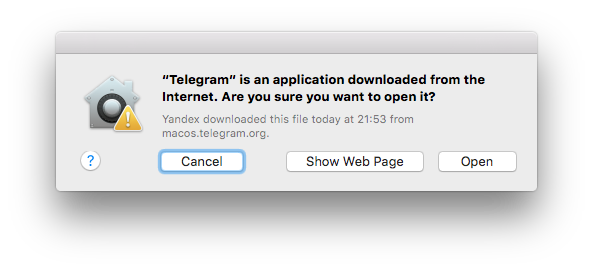 “Telegram” is an application downloaded from the
Internet. Are you sure you want to open it?
Yandex downloaded this file today at 21:53 from
macos.telegram.org.
? Cancel Show Web Page Open